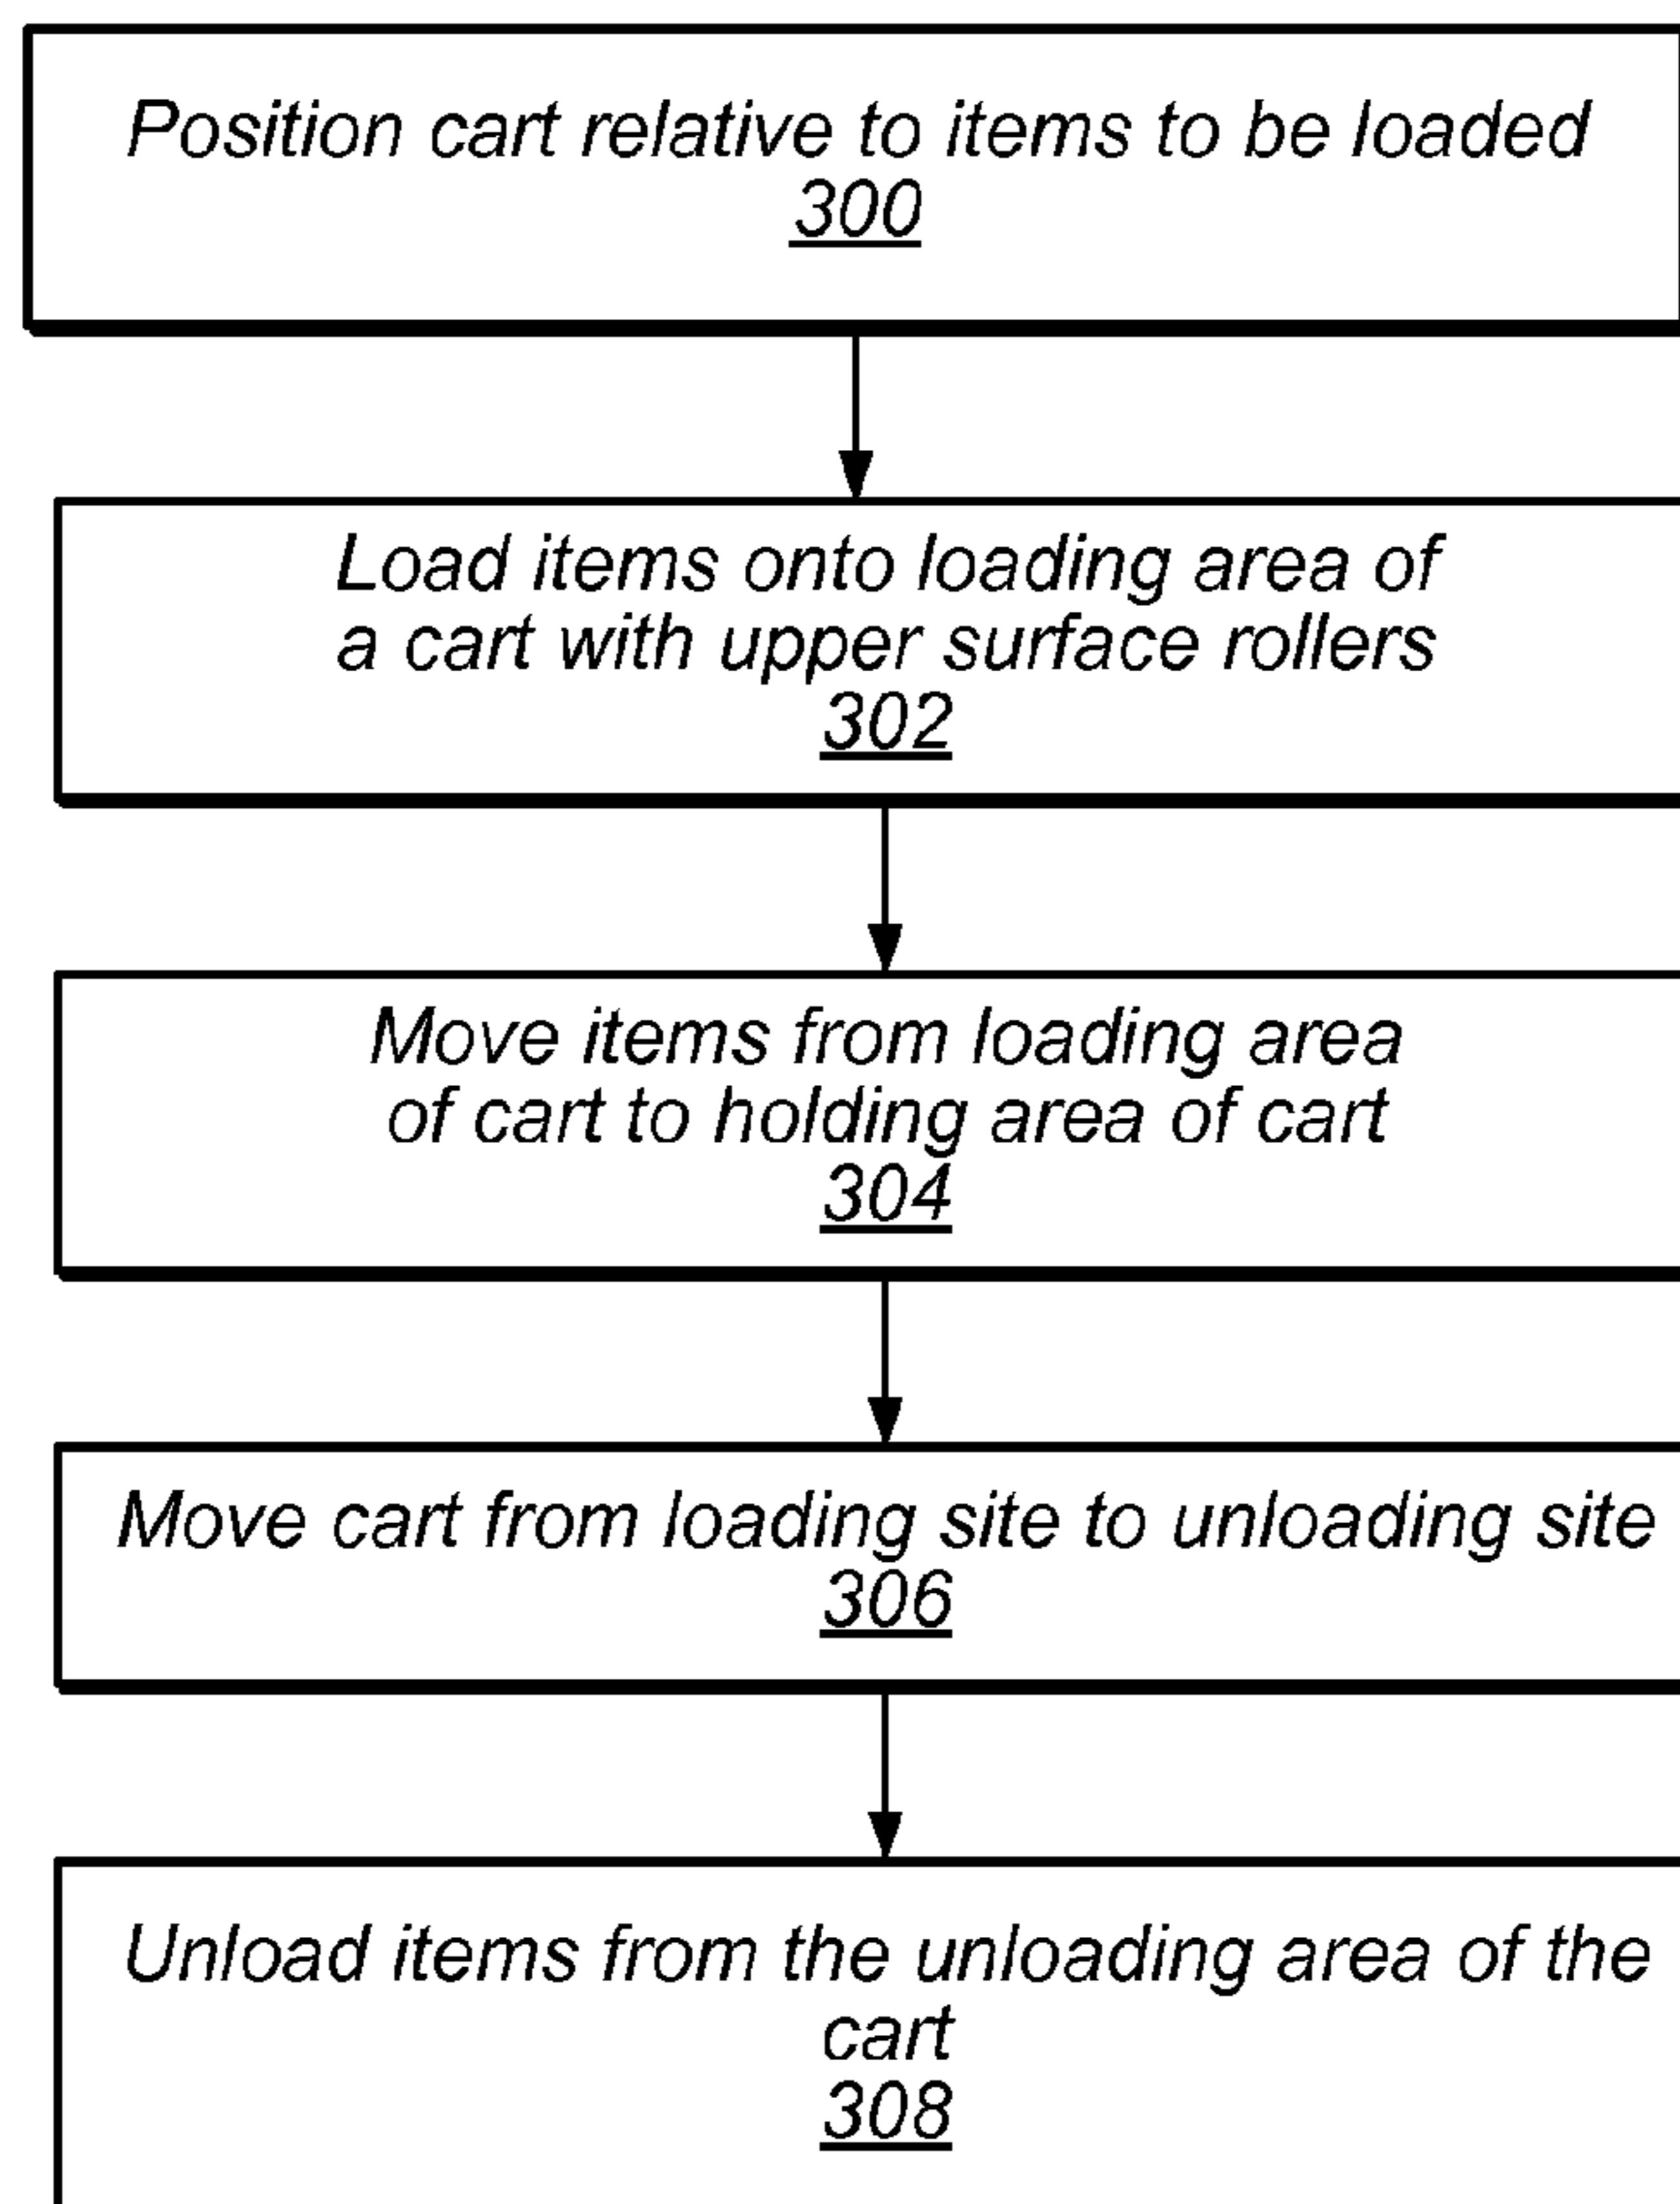 Position cart relative to items to be loaded
300
Load items onto loading area of
a cart with upper surface rollers
302
Move items from loading area
of cart to holding area of cart
304
Move cart from loading site to unloading site
306
Unload items from the unloading area of the
cart
308